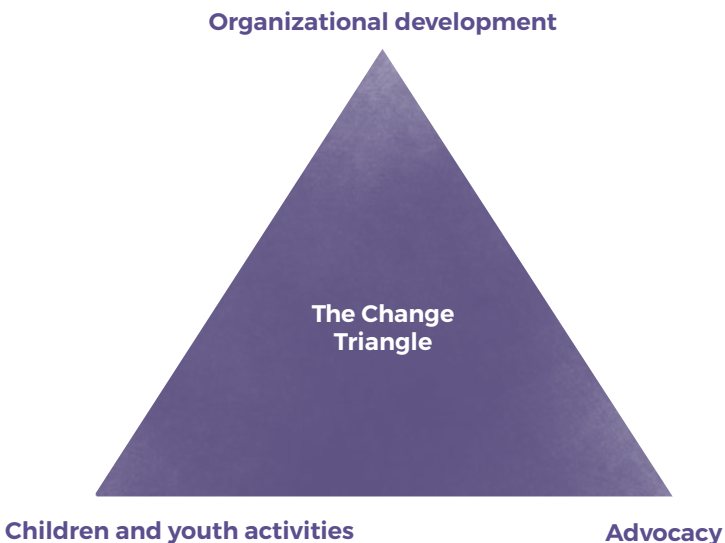 Organizational development
The Change
Triangle
Children and youth activities
Advocacy